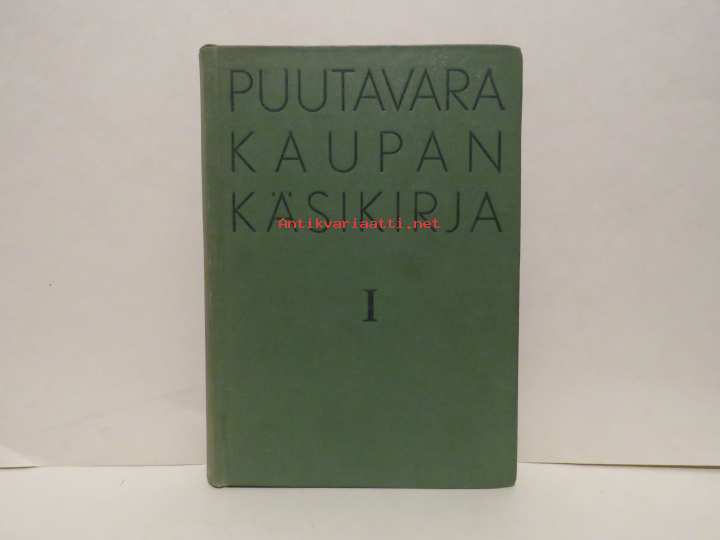 PUUTAVARA
KAUPAN
KÄSIKIRJA
Antikvariaatti.net
I